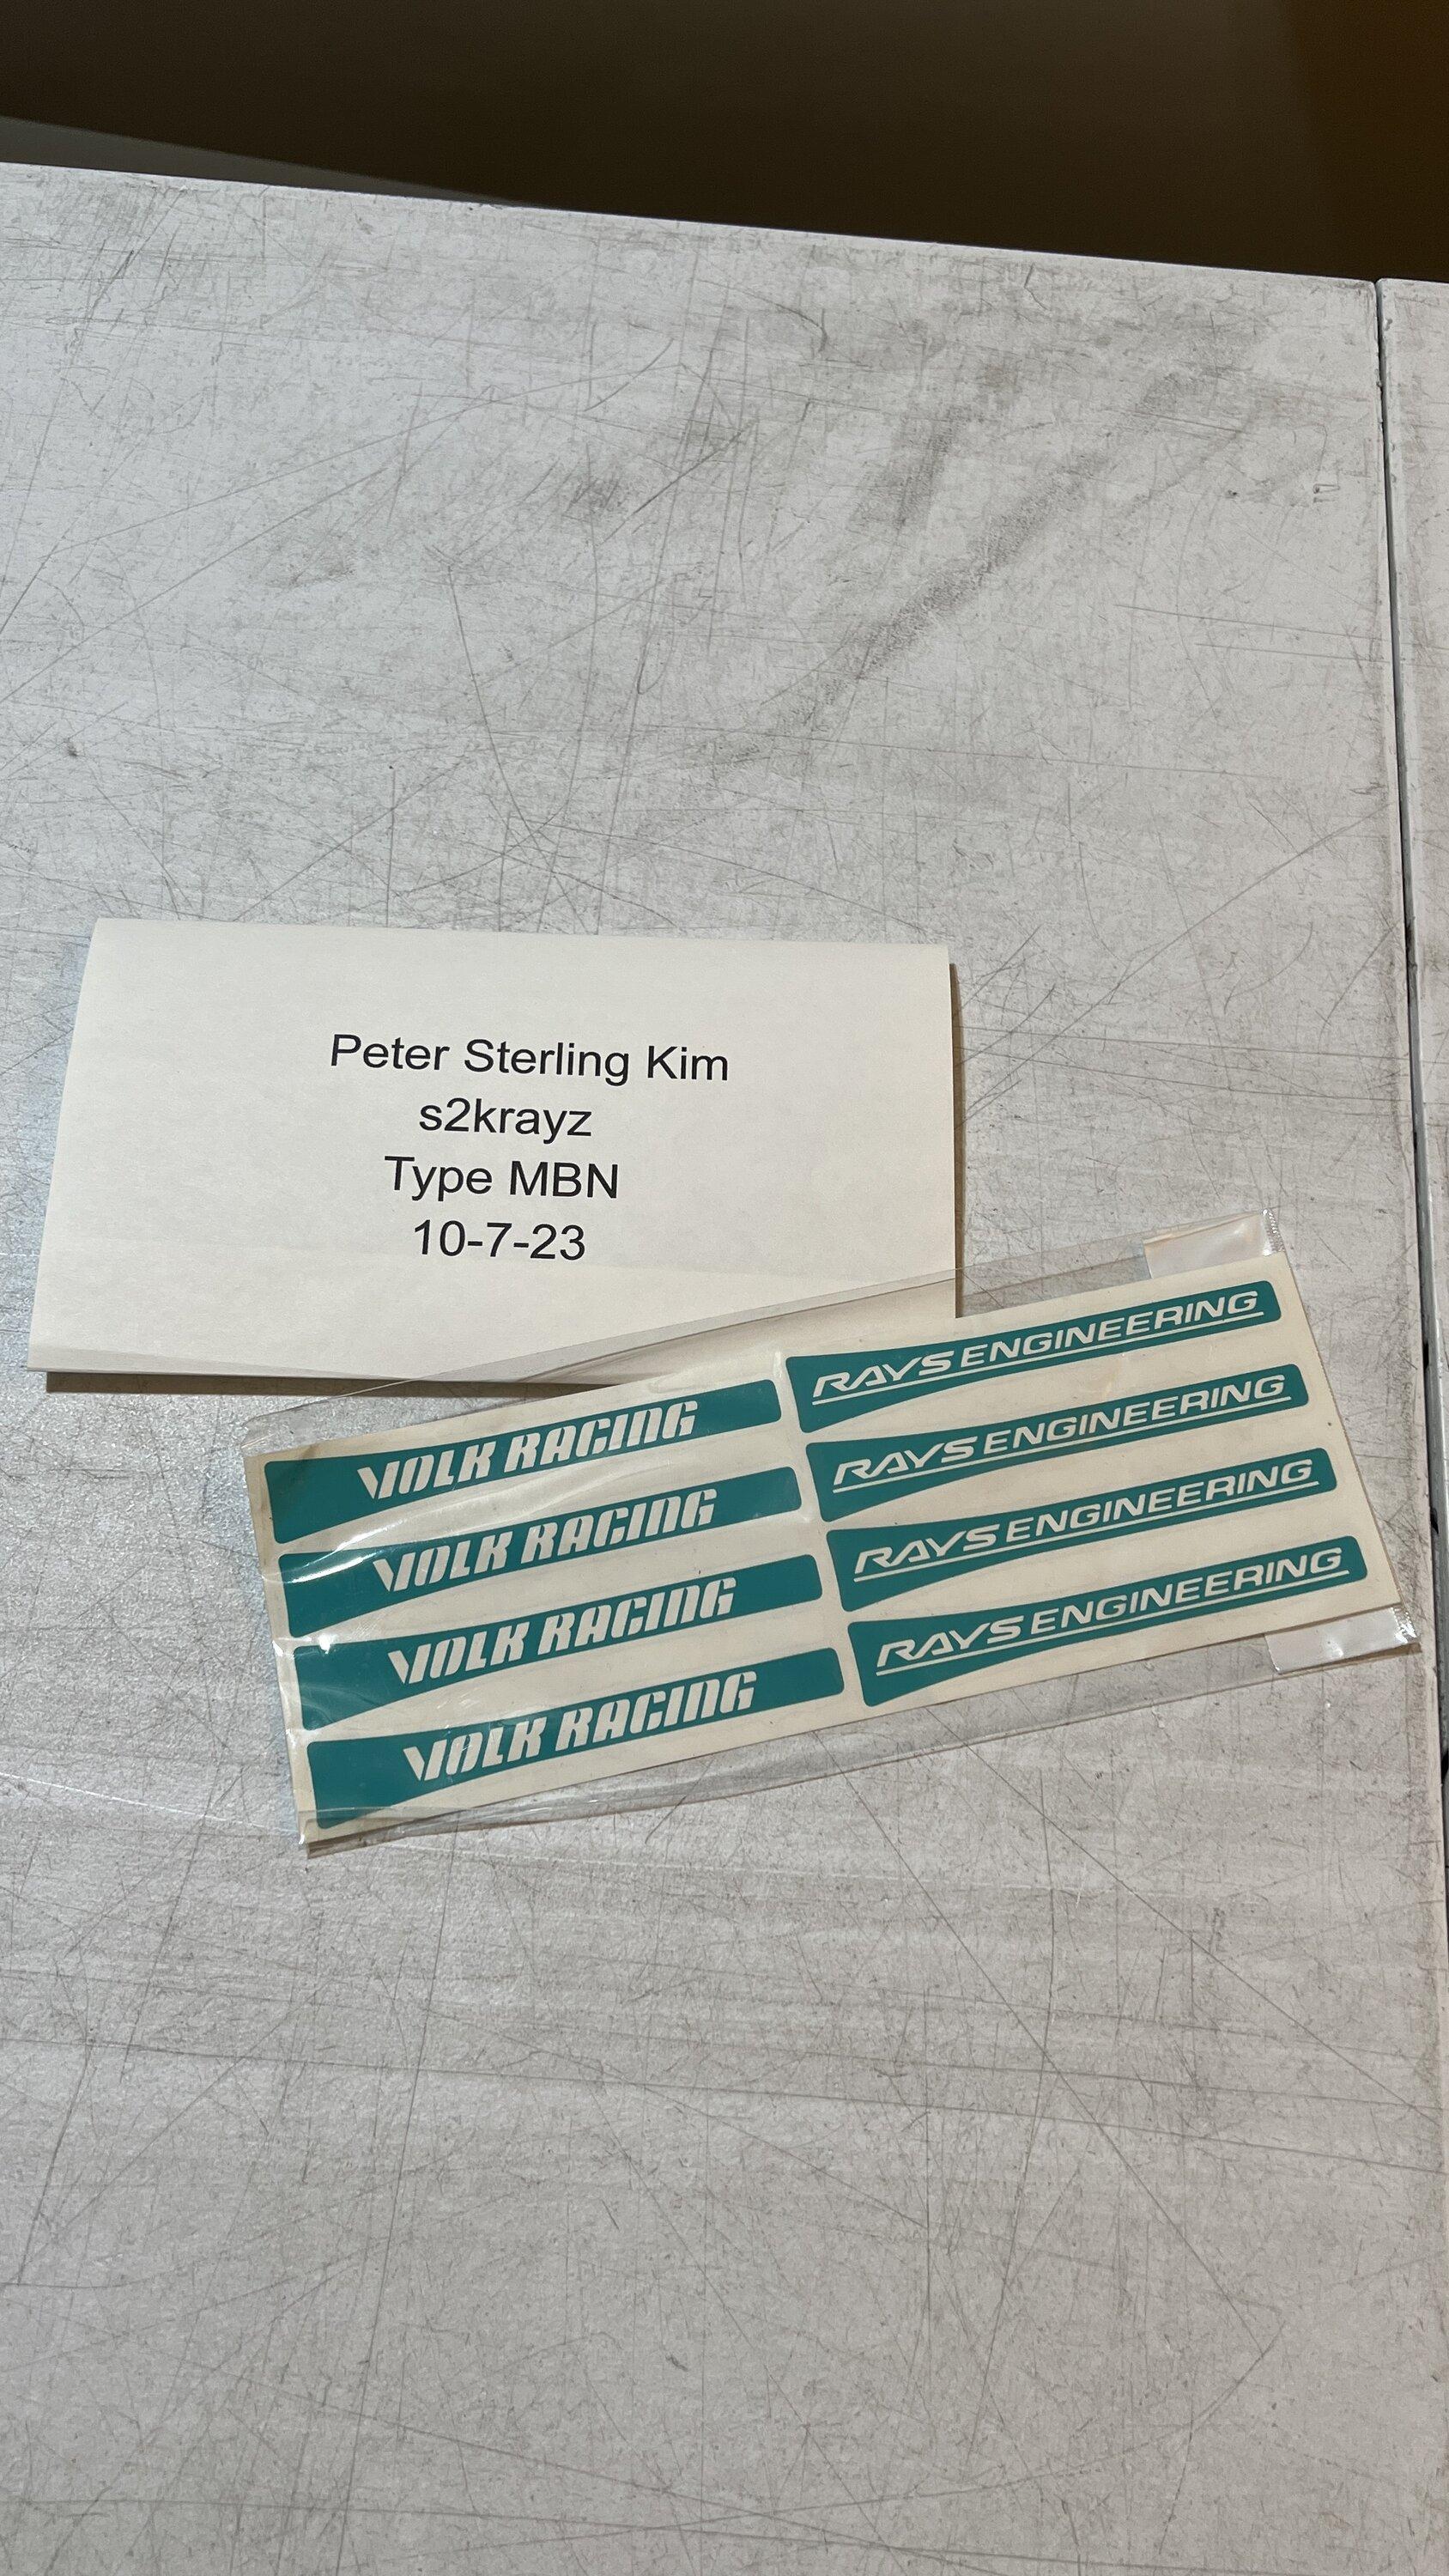 Peter Sterling Kim
s2krayz
Type MBN
10-7-23
VOLK RACING
VOLK RACING
VOLK RACING
VOLK RACING
RAYS ENGINEERING
RAYS ENGINEERING
RAYS ENGINEERING
RAYS ENGINEERING